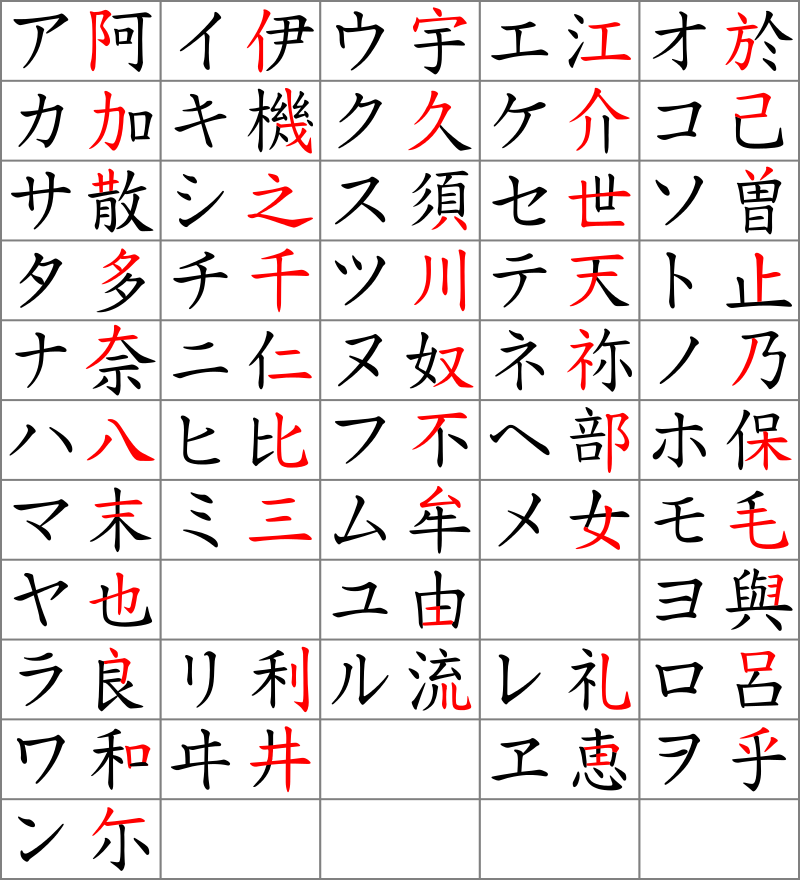 ア 阿 イ 伊 ウ 宇 エ 江 オ 於
カ 加 キ 機 ク 久 ケ 介 コ 己
サ 散 シ 之 ス 須 セ 世 ソ 曽
タ 多 チ 千 ツ 川 テ 天 ト 止
ナ 奈 ニ 仁 ヌ 奴 ネ 祢 ノ 乃
ハ 八 ヒ 比 フ 不 ヘ 部 ホ 保
マ 末 ミ 三 ム 牟 メ 女 モ 毛
ヤ 也 ユ 由 ヨ 與
ラ 良 リ 利 ル 流 レ 礼 ロ 呂
ワ 和 ヰ 井 ヱ 恵 ヲ 乎
ン 尓